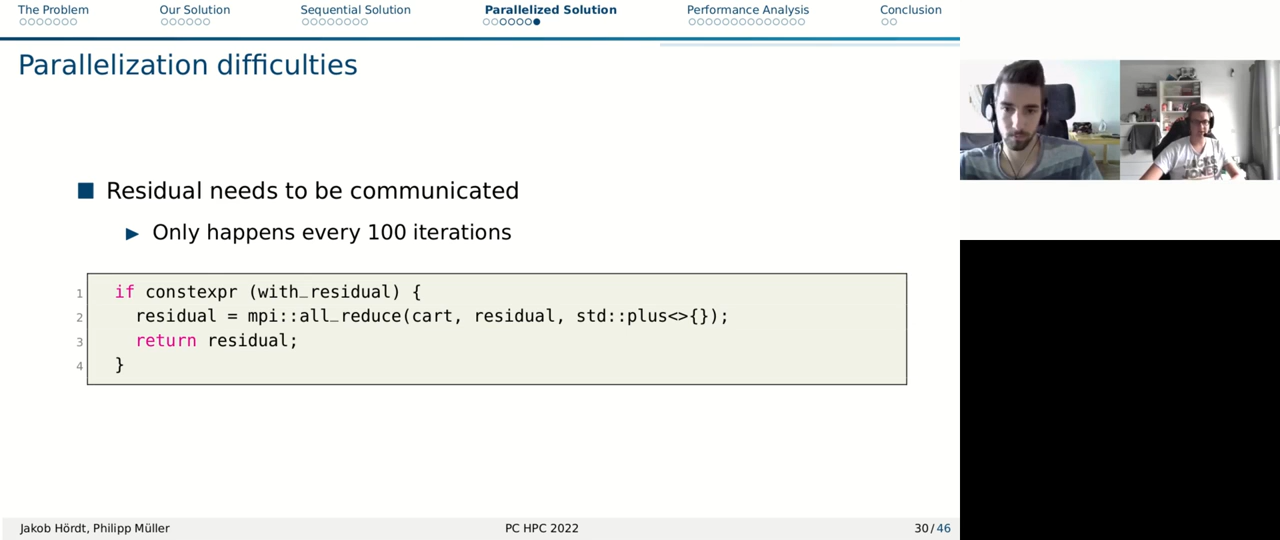 The Problem Our Solution Sequential Solution Parallelized Solution Performance Analysis Conclusion
Parallelization difficulties
Residual needs to be communicated
Only happens every 100 iterations
1 if constexpr (with_residual) {
2 residual = mpi::all_reduce(cart, residual, std::plus<>{});
3 return residual;
4 }
Jakob Hördt, Philipp Müller PC HPC 2022 30/46
JONES